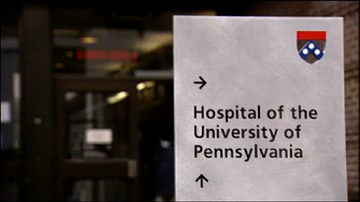 →
Hospital of the
University of
Pennsylvania
↑